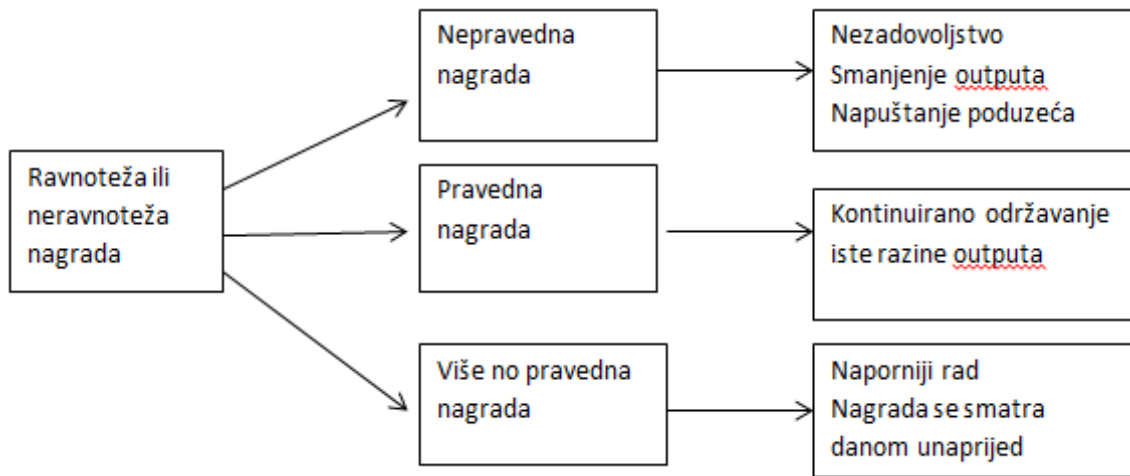 Ravnoteža ili
neravnoteža
nagrada
Nepravedna
nagrada
Nezadovoljstvo
Smanjenje outputa
Napuštanje poduzeća
Pravedna
nagrada
Kontinuirano održavanje
iste razine outputa
Više no pravedna
nagrada
Naporniji rad
Nagrada se smatra
danom unaprijed